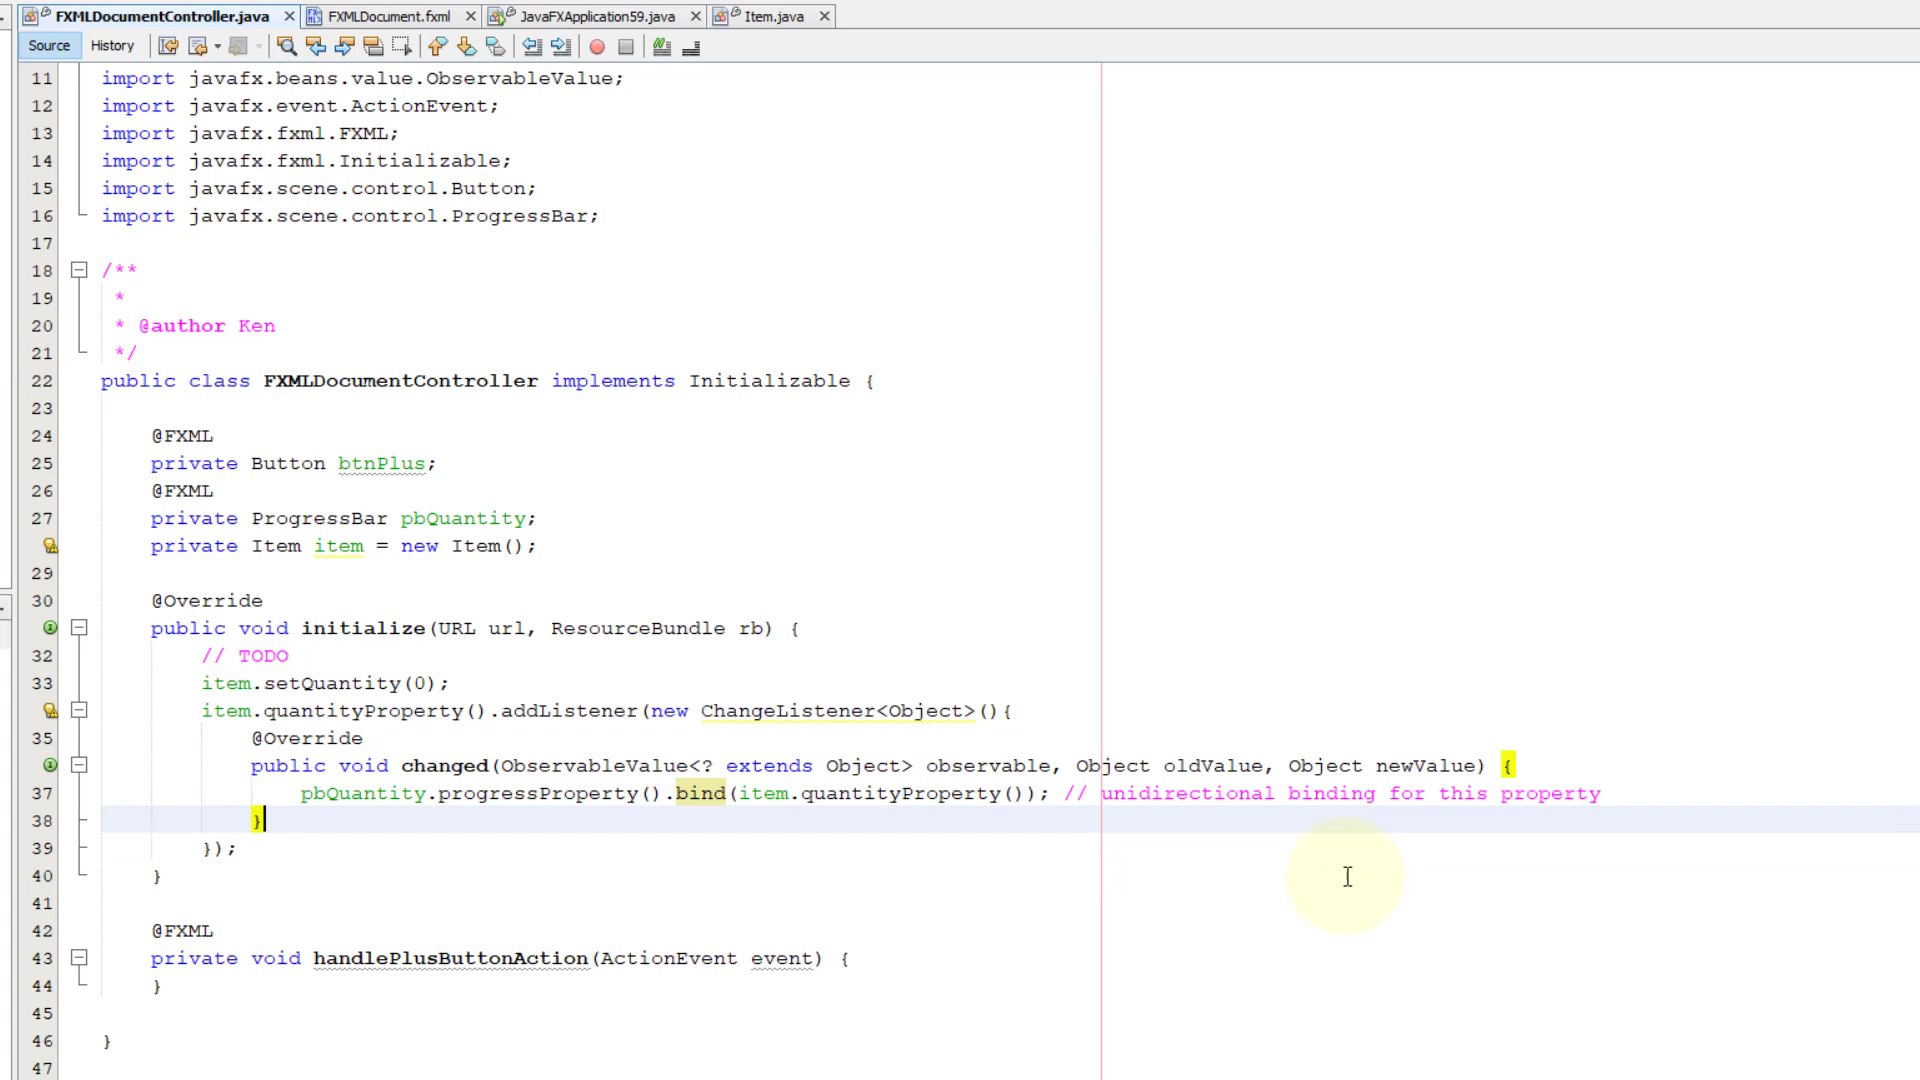 FXMLDocumentController.java FXMLDocument.fxml JavaFXApplication59.java Item.java
Source History
11 import javafx.beans.value.ObservableValue;
12 import javafx.event.ActionEvent;
13 import javafx.fxml.FXML;
14 import javafx.fxml.Initializable;
15 import javafx.scene.control.Button;
16 import javafx.scene.control.ProgressBar;
17
18 /**
19 *
20 * @author Ken
21 */
22 public class FXMLDocumentController implements Initializable {
23
24 @FXML
25 private Button btnPlus;
26 @FXML
27 private ProgressBar pbQuantity;
private Item item = new Item();
29
30 @Override
public void initialize(URL url, ResourceBundle rb) {
32 // TODO
33 item.setQuantity(0);
item.quantityProperty().addListener(new ChangeListener<Object>(){
35 @Override
public void changed(ObservableValue<? extends Object> observable, Object oldValue, Object newValue) {
37 pbQuantity.progressProperty().bind(item.quantityProperty()); // unidirectional binding for this property
38 }
39 });
40 }
41
42 @FXML
43 private void handlePlusButtonAction(ActionEvent event) {
44 }
45
46 }
47